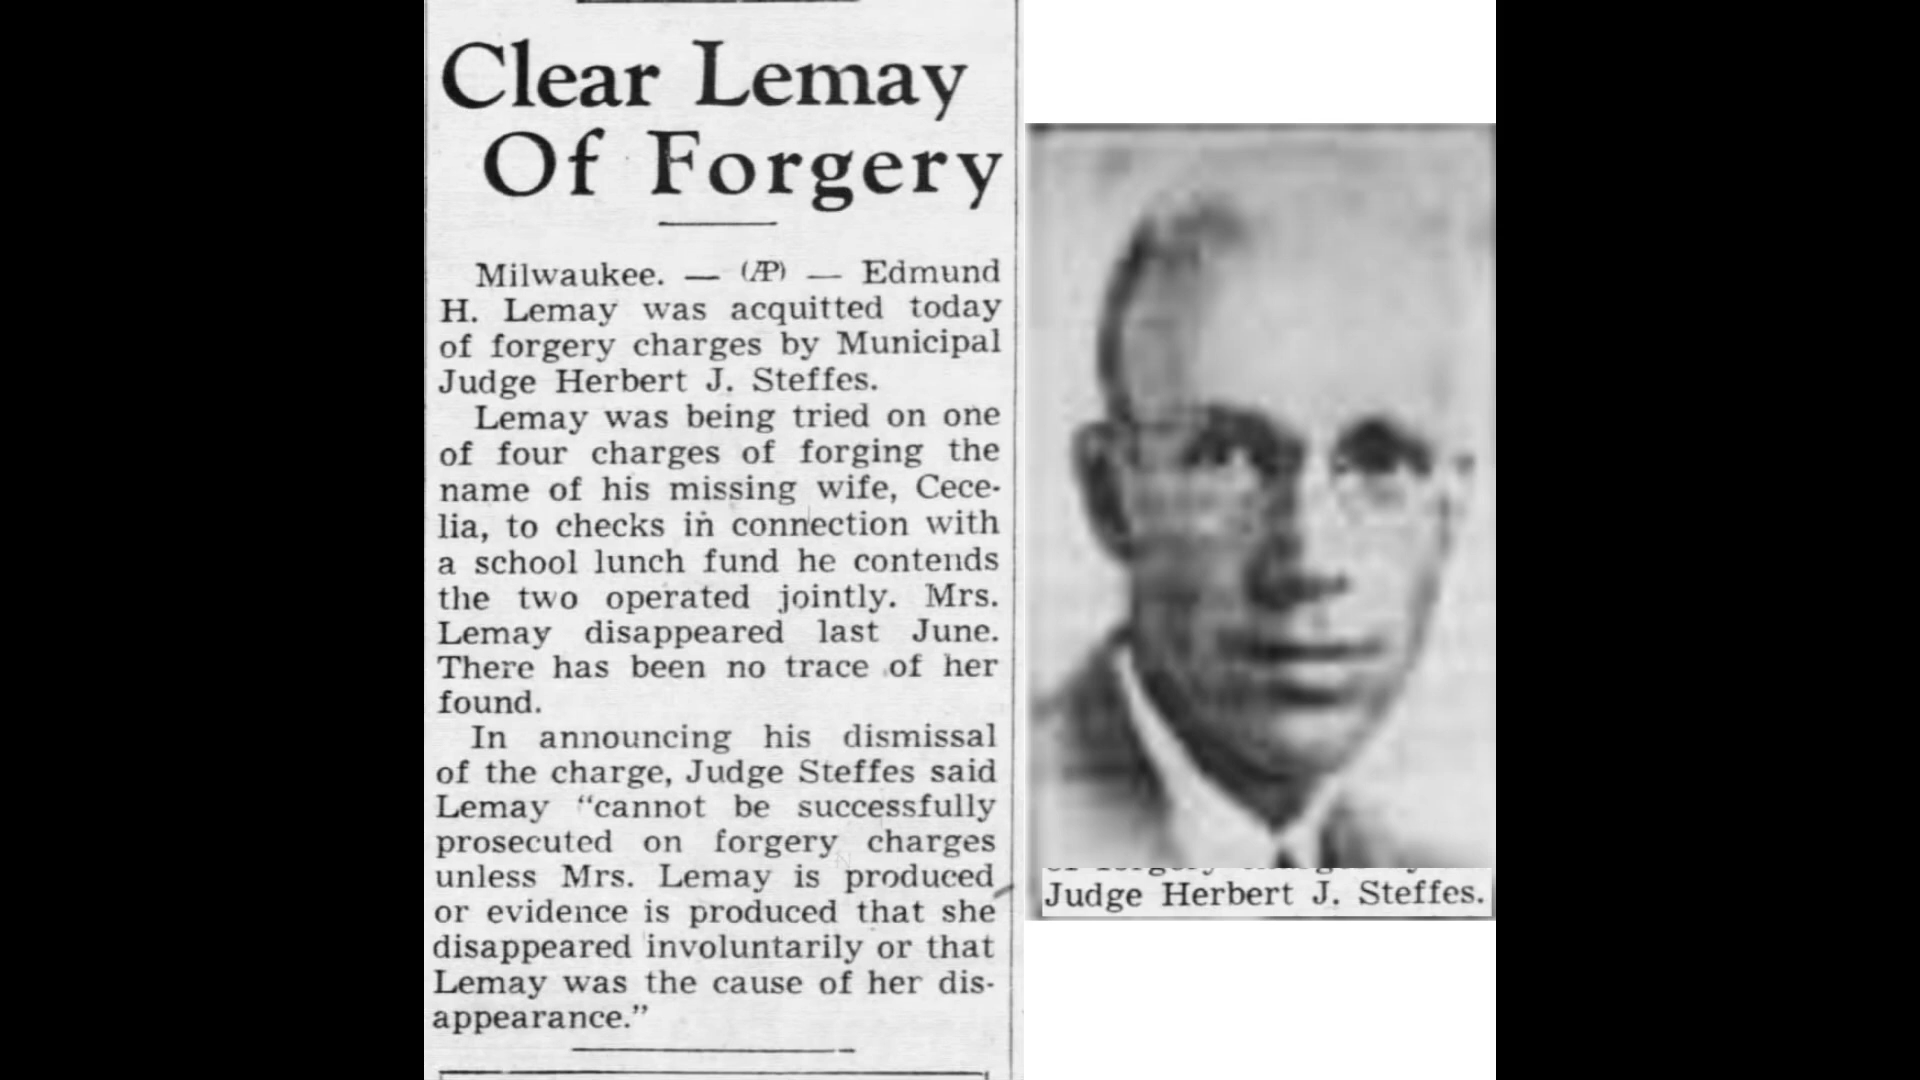 Clear Lemay
Of Forgery
Milwaukee. — (AP) — Edmund
H. Lemay was acquitted today
of forgery charges by Municipal
Judge Herbert J. Steffes.
Lemay was being tried on one
of four charges of forging the
name of his missing wife, Cece-
lia, to checks in connection with
a school lunch fund he contends
the two operated jointly. Mrs.
Lemay disappeared last June.
There has been no trace of her
found.
In announcing his dismissal
of the charge, Judge Steffes said
Lemay “cannot be successfully
prosecuted on forgery charges
unless Mrs. Lemay is produced
or evidence is produced that she
disappeared involuntarily or that
Lemay was the cause of her dis-
appearance.”
Judge Herbert J. Steffes.